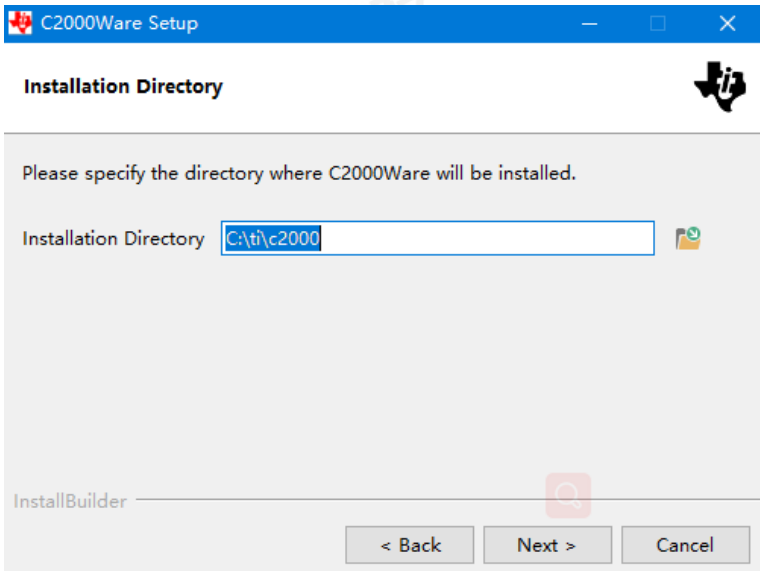 C2000Ware Setup
Installation Directory
Please specify the directory where C2000Ware will be installed.
Installation Directory C:\ti\c2000
InstallBuilder
< Back Next > Cancel